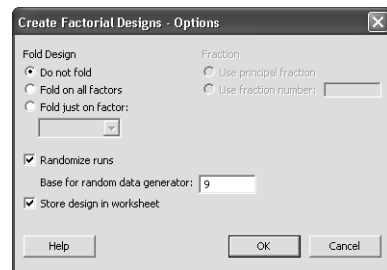 Create Factorial Designs - Options
Fold Design
Do not fold
Fold on all factors
Fold just on factor:
Fraction
Use principal fraction
Use fraction number:
Randomize runs
Base for random data generator: 9
Store design in worksheet
Help
OK
Cancel